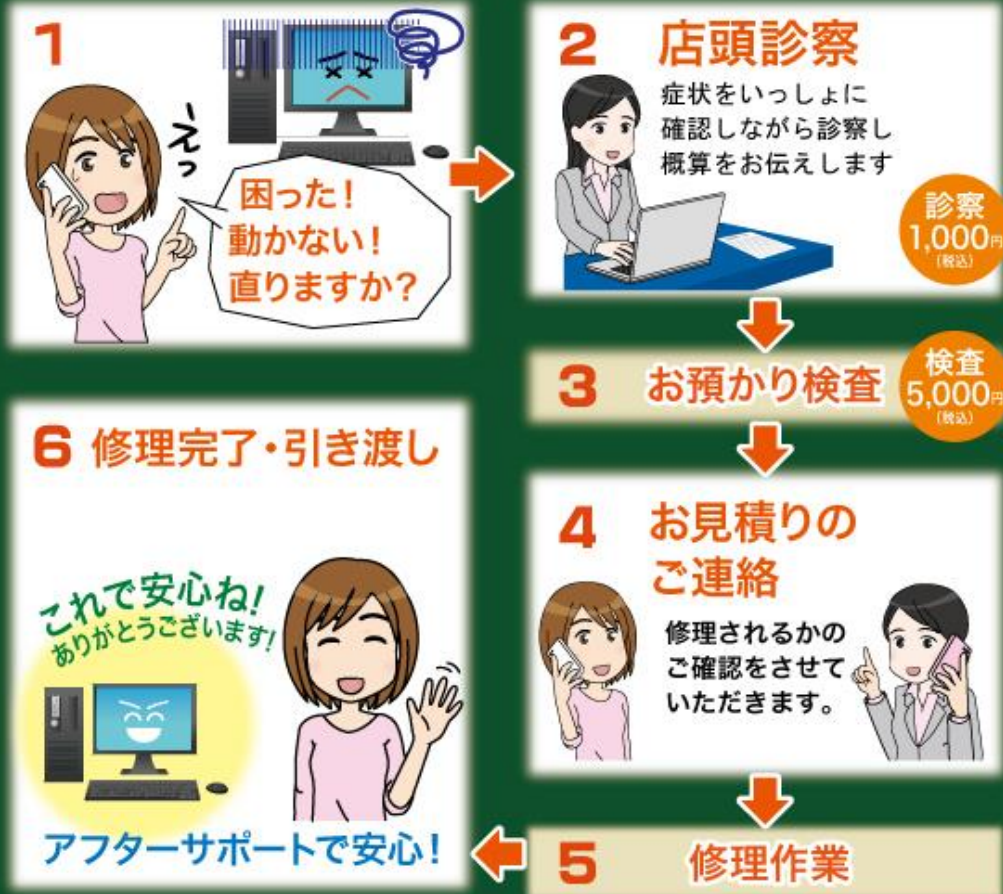 1
えっ
困った！
動かない！
直りますか？
2 店頭診察
症状をいっしょに
確認しながら診察し
概算をお伝えします
診察
1,000円
（税込）
3 お預かり検査
検査
5,000円
（税込）
4 お見積りの
ご連絡
修理されるかの
ご確認をさせて
いただきます。
5 修理作業
6 修理完了・引き渡し
これで安心ね！
ありがとうございます！
アフターサポートで安心！